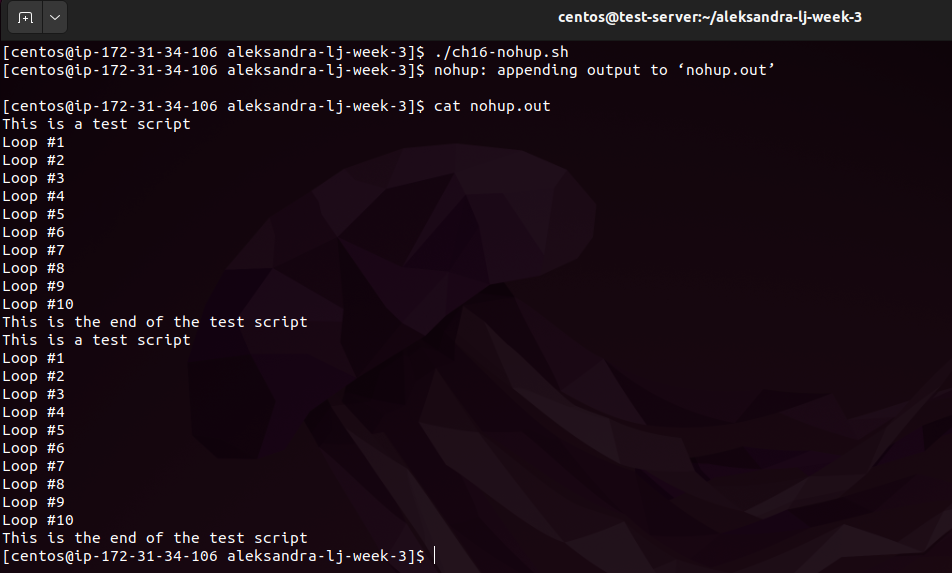 centos@test-server:~/aleksandra-lj-week-3
[centos@ip-172-31-34-106 aleksandra-lj-week-3]$ ./ch16-nohup.sh
[centos@ip-172-31-34-106 aleksandra-lj-week-3]$ nohup: appending output to ‘nohup.out’
[centos@ip-172-31-34-106 aleksandra-lj-week-3]$ cat nohup.out
This is a test script
Loop #1
Loop #2
Loop #3
Loop #4
Loop #5
Loop #6
Loop #7
Loop #8
Loop #9
Loop #10
This is the end of the test script
This is a test script
Loop #1
Loop #2
Loop #3
Loop #4
Loop #5
Loop #6
Loop #7
Loop #8
Loop #9
Loop #10
This is the end of the test script
[centos@ip-172-31-34-106 aleksandra-lj-week-3]$